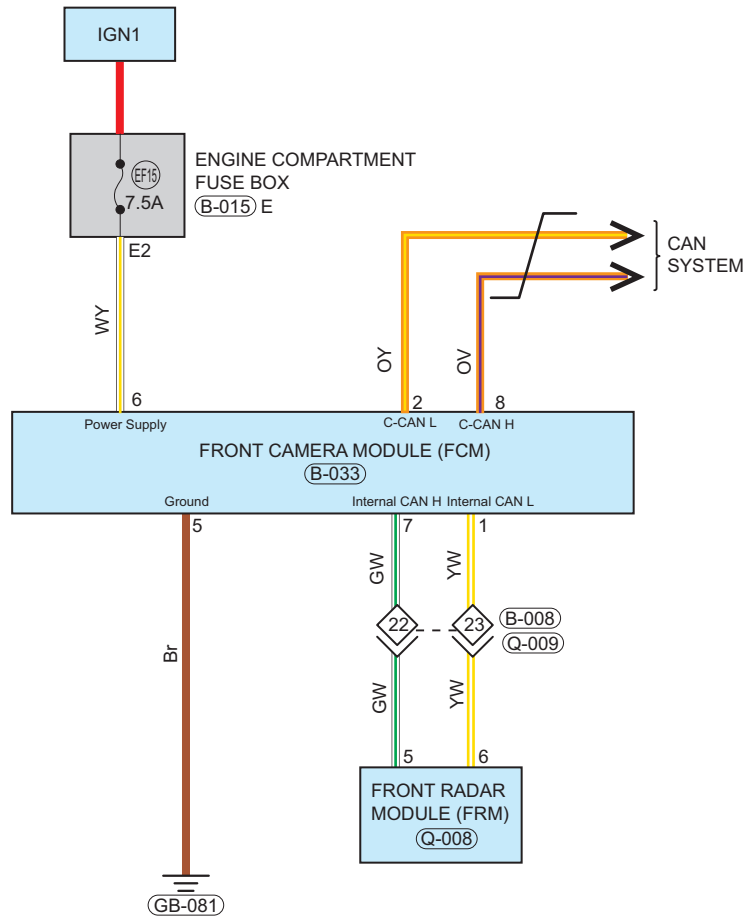 IGN1
EF15
7.5A
ENGINE COMPARTMENT
FUSE BOX
B-015 E
E2
WY
OY
OV
CAN
SYSTEM
6
2
8
Power Supply
C-CAN L
C-CAN H
FRONT CAMERA MODULE (FCM)
B-033
Ground
Internal CAN H
Internal CAN L
5
7
1
GW
YW
22
23
B-008
Q-009
Br
GW
YW
5
6
FRONT RADAR
MODULE (FRM)
Q-008
GB-081